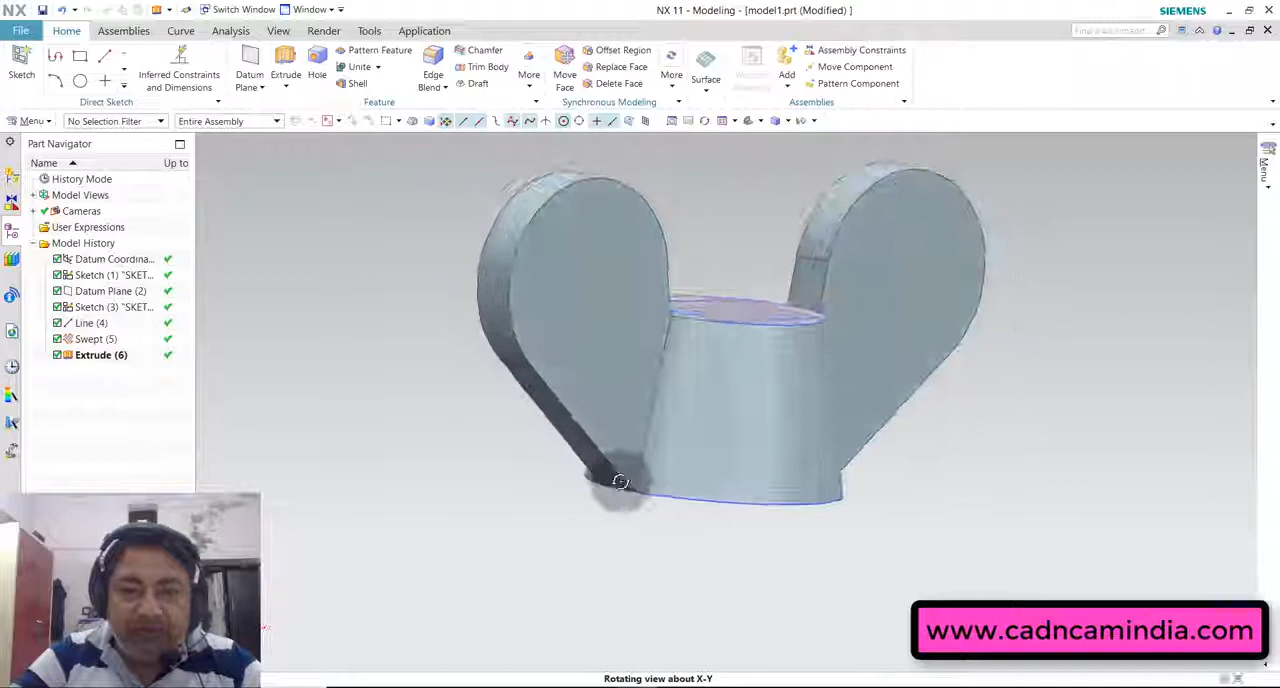 NX
Switch Window
Window
NX 11 - Modeling - [model1.prt (Modified) ]
SIEMENS
File
Home
Assemblies
Curve
Analysis
View
Render
Tools
Application
Sketch
Direct Sketch
Inferred Constraints
and Dimensions
Datum
Plane
Extrude
Hole
Pattern Feature
Unite
Shell
Edge
Blend
Chamfer
Trim Body
Draft
More
Feature
Move
Face
Offset Region
Replace Face
Delete Face
More
Synchronous Modeling
Surface
Add
Assembly Constraints
Move Component
Pattern Component
Assemblies
Menu
No Selection Filter
Entire Assembly
Part Navigator
Name
Up to
History Mode
Model Views
Cameras
User Expressions
Model History
Datum Coordina...
Sketch (1) "SKET...
Datum Plane (2)
Sketch (3) "SKET...
Line (4)
Swept (5)
Extrude (6)
Menu
www.cadncamindia.com
Rotating view about X-Y